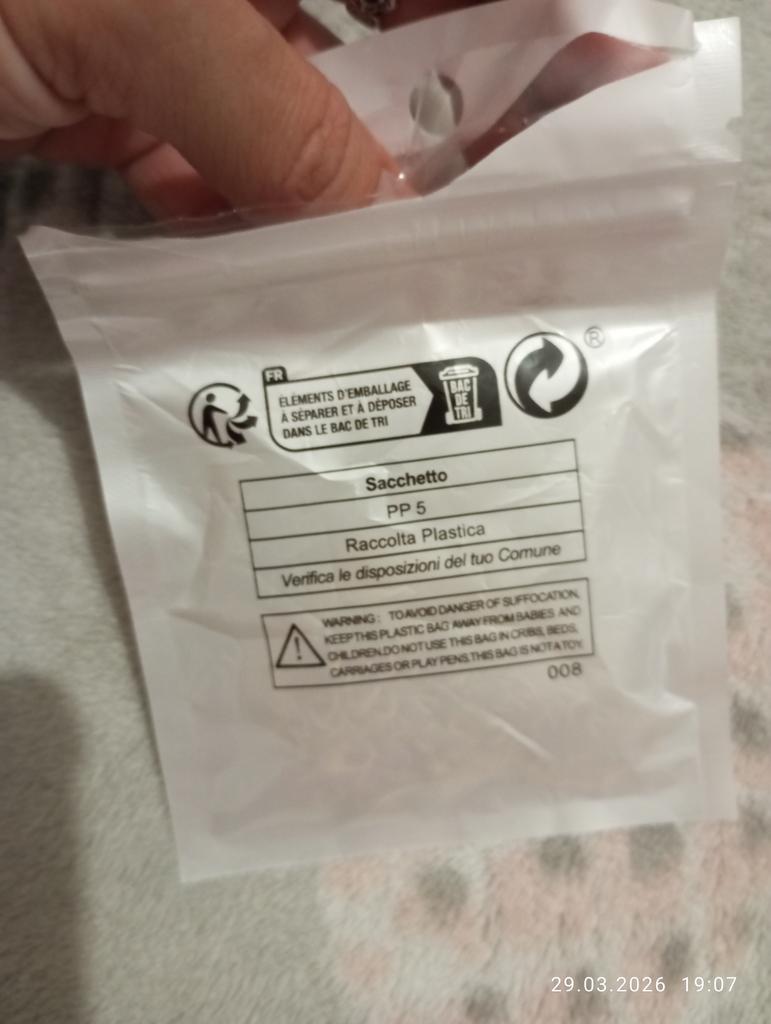 FR
ÉLÉMENTS D'EMBALLAGE
À SÉPARER ET À DÉPOSER
DANS LE BAC DE TRI
BAC
DE
TRI
®
Sacchetto
PP 5
Raccolta Plastica
Verifica le disposizioni del tuo Comune
WARNING: TO AVOID DANGER OF SUFFOCATION,
KEEP THIS PLASTIC BAG AWAY FROM BABIES AND
CHILDREN.DO NOT USE THIS BAG IN CRIBS, BEDS,
CARRIAGES OR PLAY PENS.THIS BAG IS NOT A TOY.
008
29.03.2026 19:07